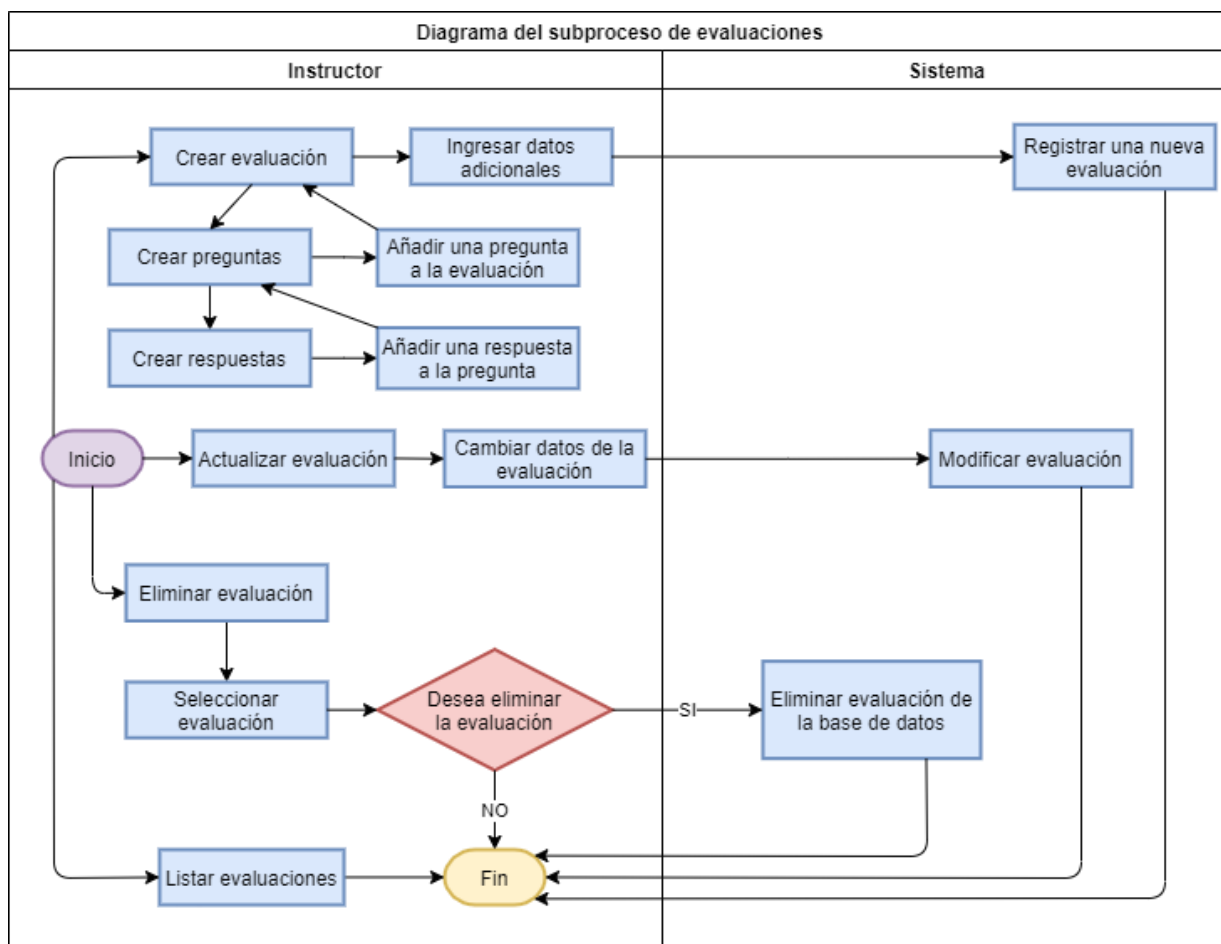 Diagrama del subproceso de evaluaciones
Instructor
Sistema
Crear evaluación
Ingresar datos
adicionales
Registrar una nueva
evaluación
Crear preguntas
Añadir una pregunta
a la evaluación
Crear respuestas
Añadir una respuesta
a la pregunta
Inicio
Actualizar evaluación
Cambiar datos de la
evaluación
Modificar evaluación
Eliminar evaluación
Seleccionar
evaluación
Desea eliminar
la evaluación
SI
Eliminar evaluación de
la base de datos
NO
Listar evaluaciones
Fin